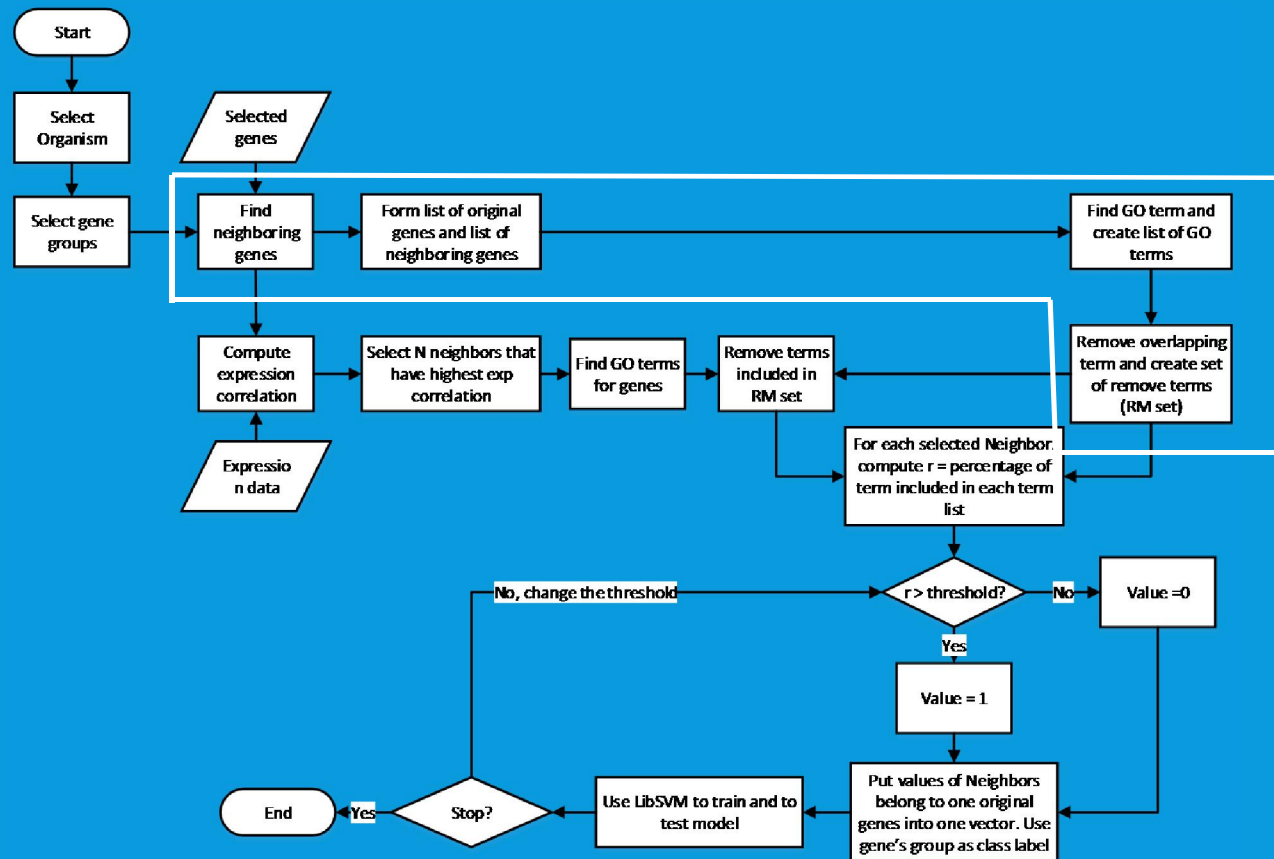 Start
Select
Organism
Select gene
groups
Selected
genes
Find
neighboring
genes
Form list of original
genes and list of
neighboring genes
Find GO term and
create list of GO
terms
Compute
expression
correlation
Select N neighbors that
have highest exp
correlation
Find GO terms
for genes
Remove terms
included in
RM set
Remove overlapping
term and create set
of remove terms
(RM set)
Expressio
n data
For each selected Neighbor,
compute r = percentage of
term included in each term
list
r > threshold?
No
Value =0
No, change the threshold
Yes
Value = 1
Put values of Neighbors
belong to one original
genes into one vector. Use
gene's group as class label
Use LibSVM to train and to
test model
Stop?
Yes
End